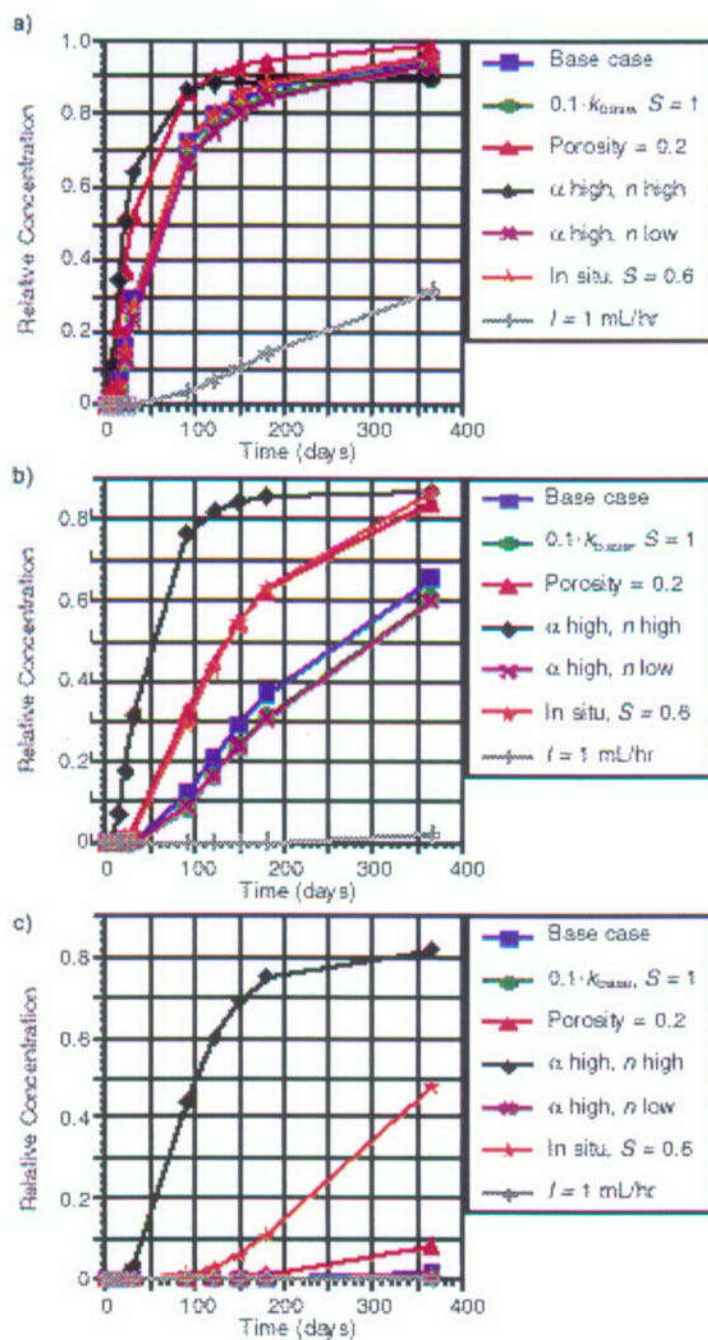 a)
Relative Concentration
1.0
0.8
0.6
0.4
0.2
0
0 100 200 300 400
Time (days)
Base case
0.1· k_base, S = 1
Porosity = 0.2
α high, n high
α high, n low
In situ, S = 0.6
I = 1 mL/hr
b)
Relative Concentration
0.8
0.6
0.4
0.2
0
0 100 200 300 400
Time (days)
Base case
0.1· k_base, S = 1
Porosity = 0.2
α high, n high
α high, n low
In situ, S = 0.6
I = 1 mL/hr
c)
Relative Concentration
0.8
0.6
0.4
0.2
0
0 100 200 300 400
Time (days)
Base case
0.1· k_base, S = 1
Porosity = 0.2
α high, n high
α high, n low
In situ, S = 0.6
I = 1 mL/hr